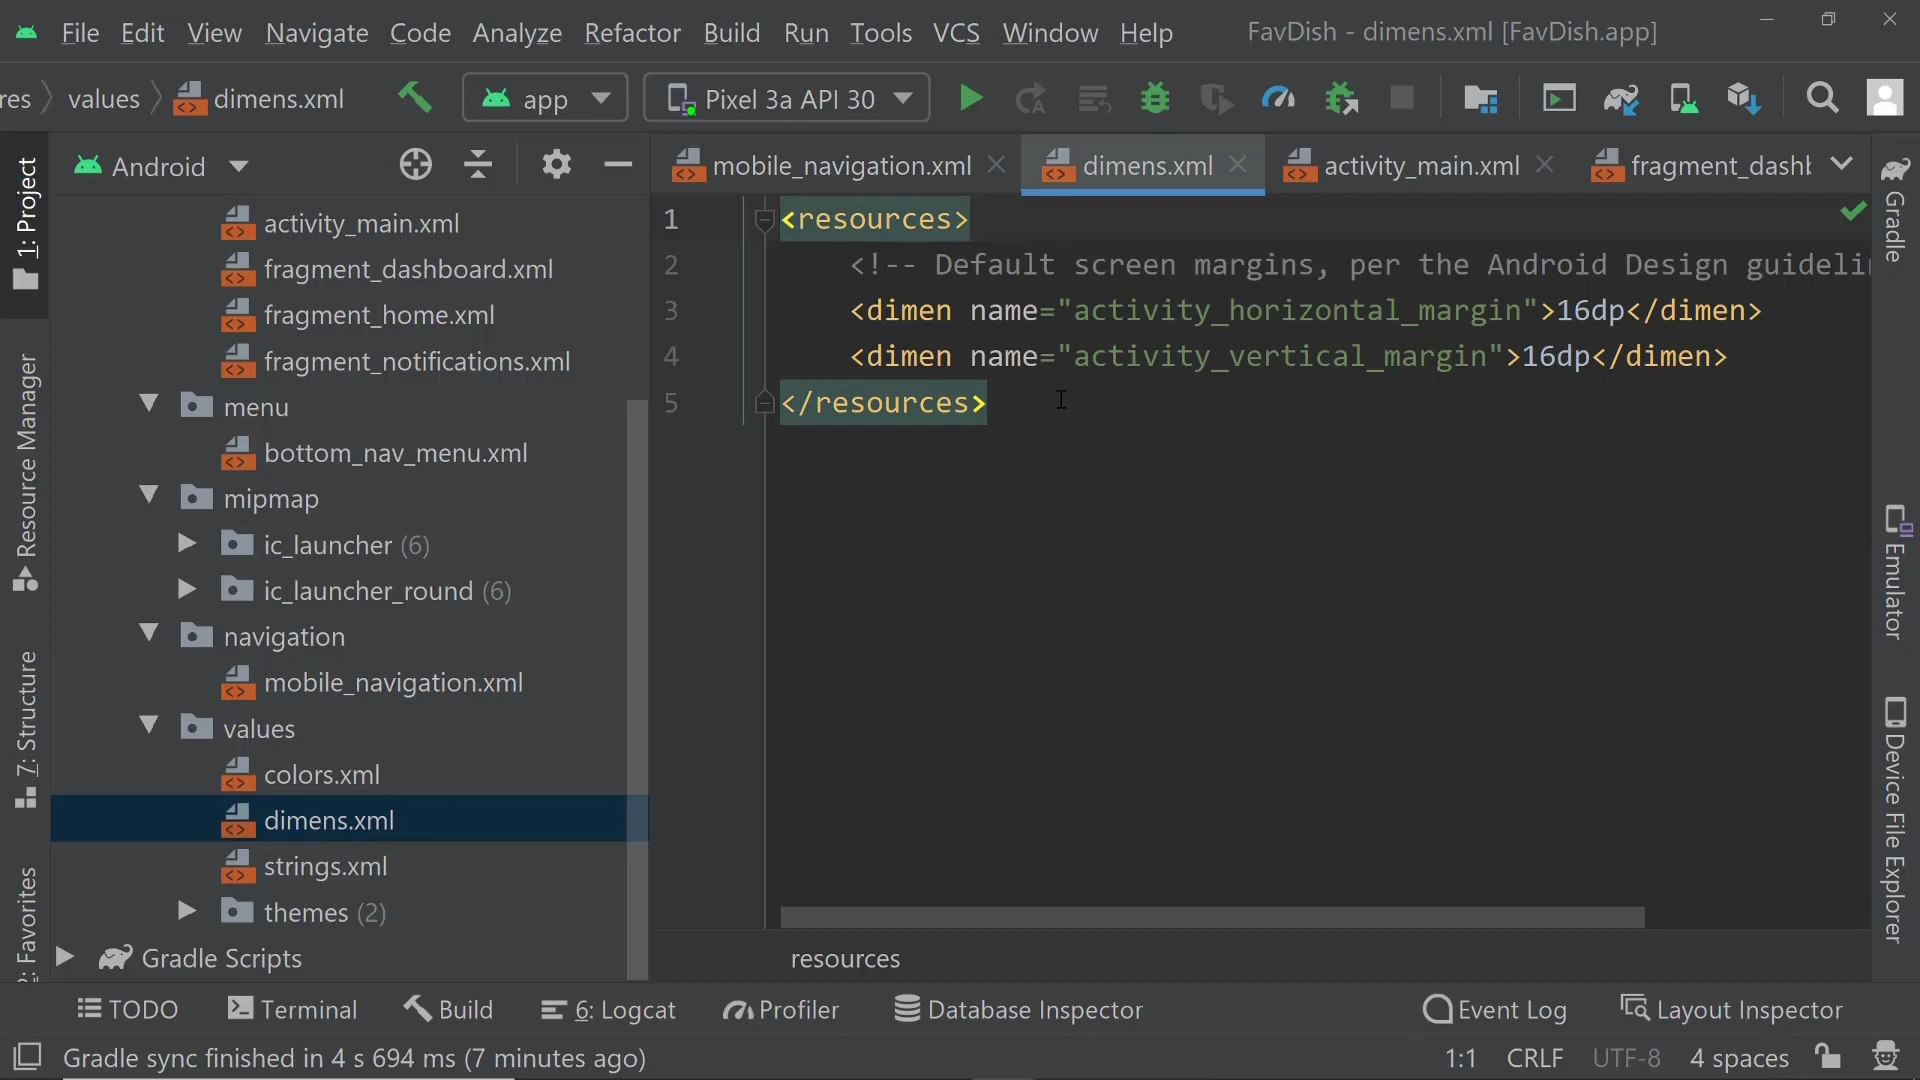 File Edit View Navigate Code Analyze Refactor Build Run Tools VCS Window Help FavDish - dimens.xml [FavDish.app]
res values dimens.xml app Pixel 3a API 30
1: Project
Resource Manager
7: Structure
Favorites
Android
activity_main.xml
fragment_dashboard.xml
fragment_home.xml
fragment_notifications.xml
menu
bottom_nav_menu.xml
mipmap
ic_launcher (6)
ic_launcher_round (6)
navigation
mobile_navigation.xml
values
colors.xml
dimens.xml
strings.xml
themes (2)
Gradle Scripts
mobile_navigation.xml dimens.xml activity_main.xml fragment_dashb
1 <resources>
2 <!-- Default screen margins, per the Android Design guideli
3 <dimen name="activity_horizontal_margin">16dp</dimen>
4 <dimen name="activity_vertical_margin">16dp</dimen>
5 </resources>
resources
Gradle
Emulator
Device File Explorer
TODO Terminal Build 6: Logcat Profiler Database Inspector Event Log Layout Inspector
Gradle sync finished in 4 s 694 ms (7 minutes ago) 1:1 CRLF UTF-8 4 spaces